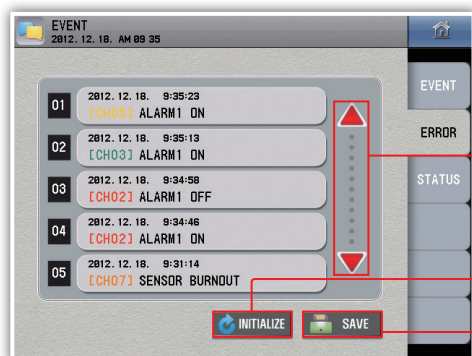 EVENT
2012. 12. 18. AM 09 35
EVENT
ERROR
STATUS
01 2012. 12. 18. 9:35:23
[CH05] ALARM1 ON
02 2012. 12. 18. 9:35:13
[CH03] ALARM1 ON
03 2012. 12. 18. 9:34:58
[CH02] ALARM1 OFF
04 2012. 12. 18. 9:34:46
[CH02] ALARM1 ON
05 2012. 12. 18. 9:31:14
[CH07] SENSOR BURNOUT
INITIALIZE SAVE